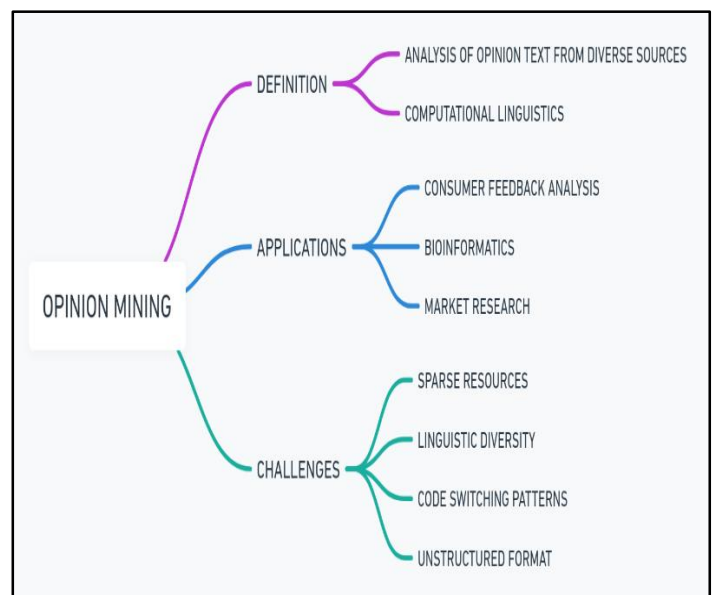 OPINION MINING
DEFINITION
ANALYSIS OF OPINION TEXT FROM DIVERSE SOURCES
COMPUTATIONAL LINGUISTICS
APPLICATIONS
CONSUMER FEEDBACK ANALYSIS
BIOINFORMATICS
MARKET RESEARCH
CHALLENGES
SPARSE RESOURCES
LINGUISTIC DIVERSITY
CODE SWITCHING PATTERNS
UNSTRUCTURED FORMAT